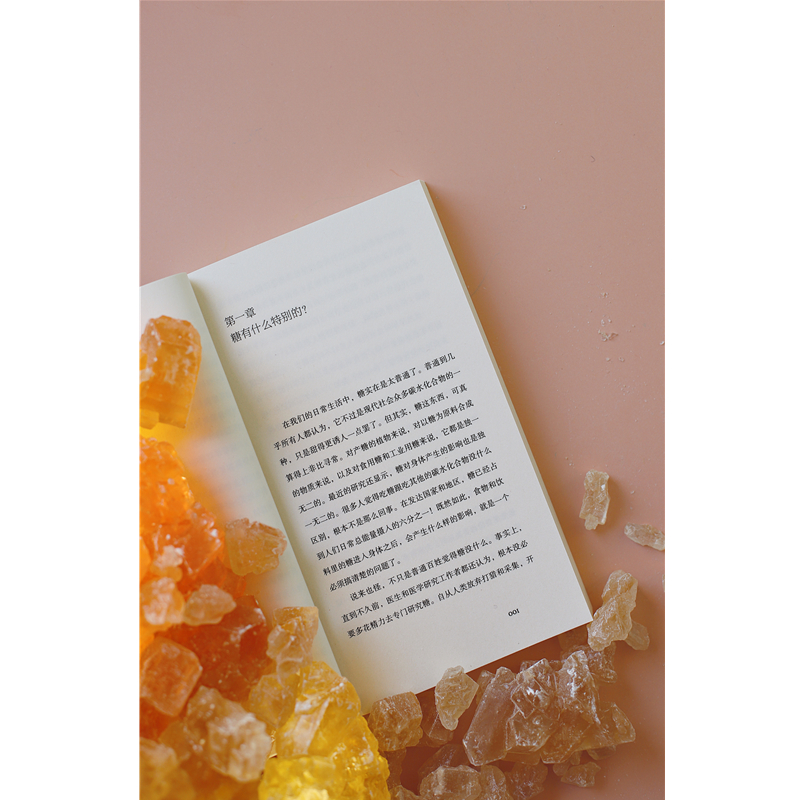 第一章
糖有什么特别的？
在我们的日常生活中，糖实在是太普通了。普通到几
乎所有人都认为，它不过是现代社会众多碳水化合物的一
种，只是甜得更诱人一点罢了。但其实，糖这东西，可真
算得上非比寻常。对产糖的植物来说，对以糖为原料合成
的物质来说，以及对食用糖和工业用糖来说，它都是独一
无二的。最近的研究还显示，糖对身体产生的影响也是独
一无二的。很多人觉得吃糖跟吃其他的碳水化合物没什么
区别，根本不是那么回事。在发达国家和地区，糖已经占
到人们日常总能量摄入的六分之一！既然如此，食物和饮
料里的糖进入身体之后，会产生什么样的影响，就是一个
必须搞清楚的问题了。
说来也怪，不只是普通百姓觉得糖没什么。事实上，
直到不久前，医生和医学研究工作者都还认为，根本没必
要多花精力去专门研究糖。自从人类放弃打猎和采集，开
001